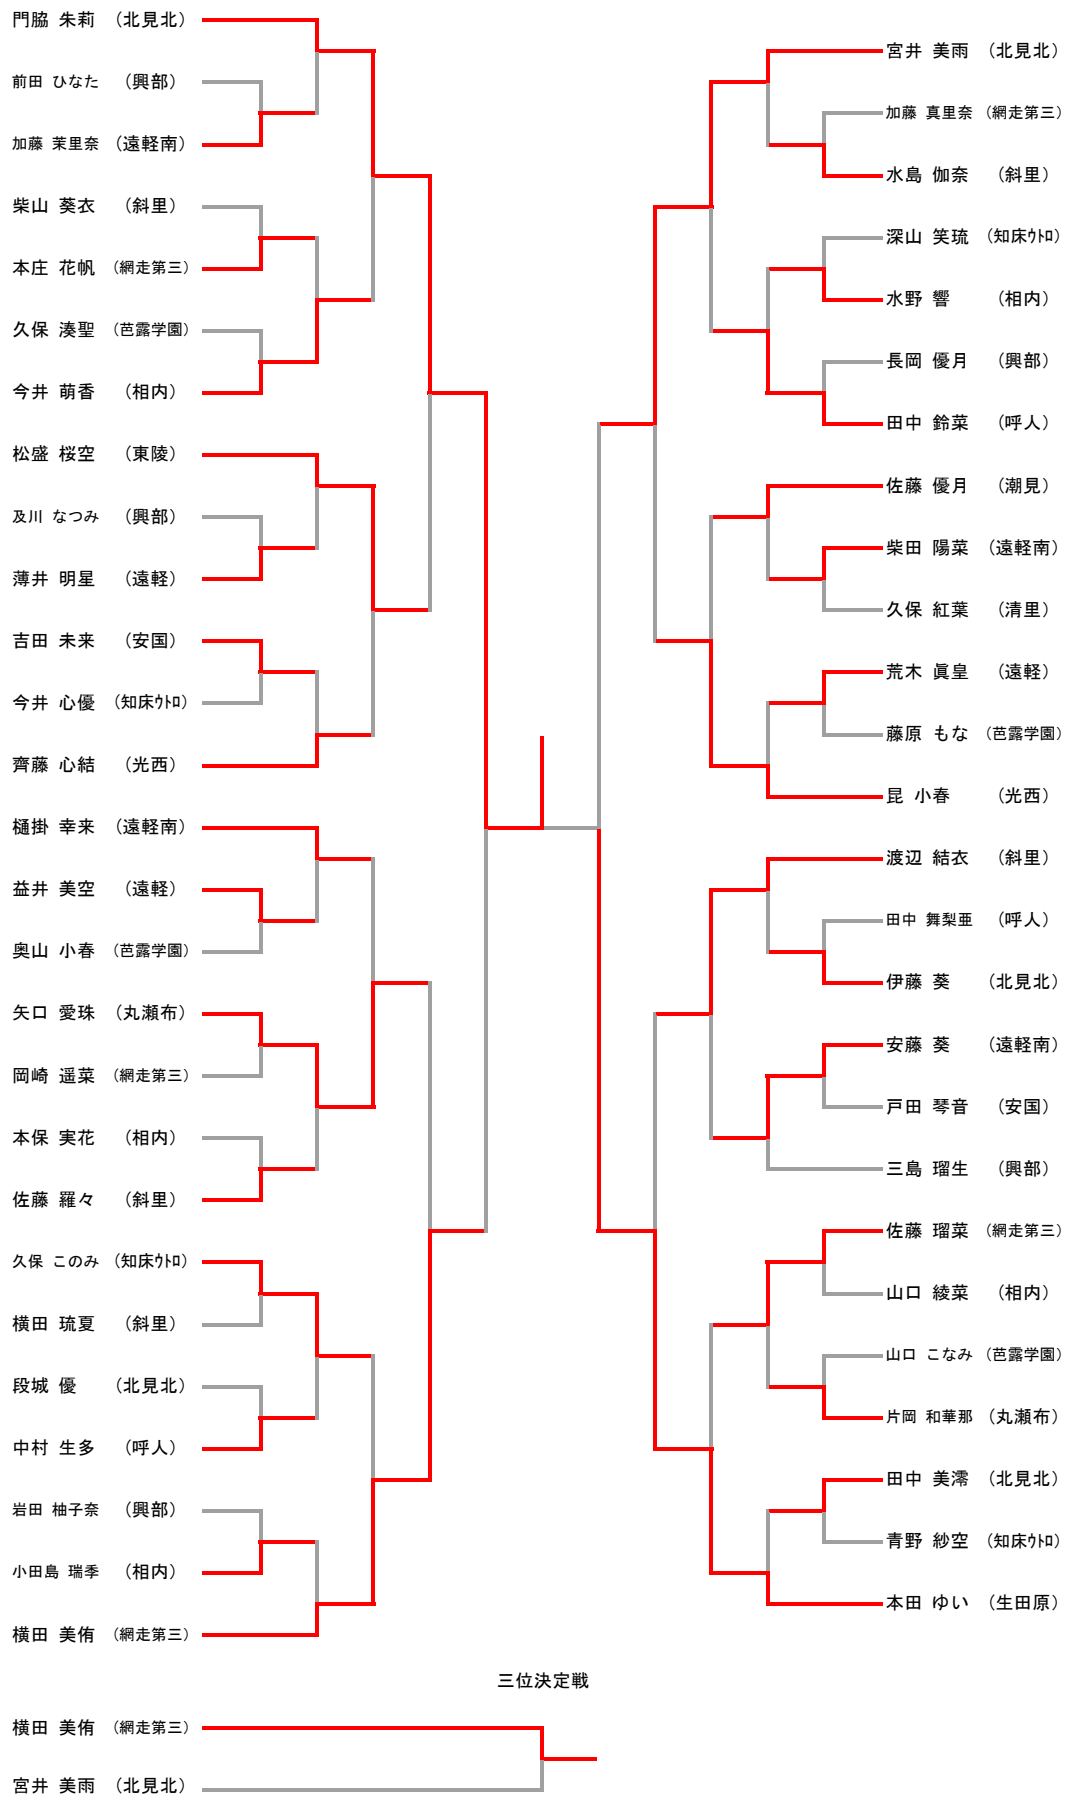 門脇 朱莉 （北見北）
前田 ひなた （興部）
加藤 茉里奈 （遠軽南）
柴山 葵衣 （斜里）
本庄 花帆 （網走第三）
久保 湊聖 （芭露学園）
今井 萌香 （相内）
松盛 桜空 （東陵）
及川 なつみ （興部）
薄井 明星 （遠軽）
吉田 未来 （安国）
今井 心優 （知床ｳﾄﾛ）
齊藤 心結 （光西）
樋掛 幸来 （遠軽南）
益井 美空 （遠軽）
奥山 小春 （芭露学園）
矢口 愛珠 （丸瀬布）
岡崎 遥菜 （網走第三）
本保 実花 （相内）
佐藤 羅々 （斜里）
久保 このみ （知床ｳﾄﾛ）
横田 琉夏 （斜里）
段城 優 （北見北）
中村 生多 （呼人）
岩田 柚子奈 （興部）
小田島 瑞季 （相内）
横田 美侑 （網走第三）
宮井 美雨 （北見北）
加藤 真里奈 （網走第三）
水島 伽奈 （斜里）
深山 笑琉 （知床ｳﾄﾛ）
水野 響 （相内）
長岡 優月 （興部）
田中 鈴菜 （呼人）
佐藤 優月 （潮見）
柴田 陽菜 （遠軽南）
久保 紅葉 （清里）
荒木 眞皇 （遠軽）
藤原 もな （芭露学園）
昆 小春 （光西）
渡辺 結衣 （斜里）
田中 舞梨亜 （呼人）
伊藤 葵 （北見北）
安藤 葵 （遠軽南）
戸田 琴音 （安国）
三島 瑠生 （興部）
佐藤 瑠菜 （網走第三）
山口 綾菜 （相内）
山口 こなみ （芭露学園）
片岡 和華那 （丸瀬布）
田中 美澪 （北見北）
青野 紗空 （知床ｳﾄﾛ）
本田 ゆい （生田原）
三位決定戦
横田 美侑 （網走第三）
宮井 美雨 （北見北）